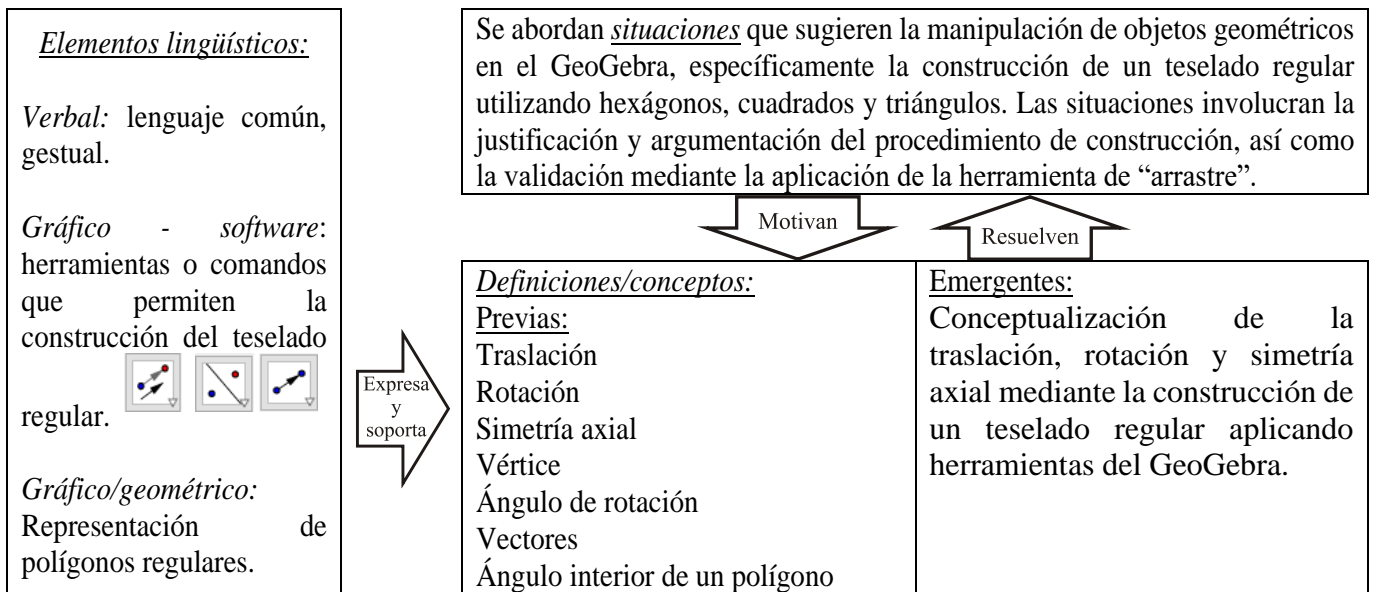 Elementos lingüísticos:
Verbal: lenguaje común,
gestual.
Gráfico - software:
herramientas o comandos
que permiten la
construcción del teselado
regular.
Gráfico/geométrico:
Representación de
polígonos regulares.
Expresa
y
soporta
Se abordan situaciones que sugieren la manipulación de objetos geométricos
en el GeoGebra, específicamente la construcción de un teselado regular
utilizando hexágonos, cuadrados y triángulos. Las situaciones involucran la
justificación y argumentación del procedimiento de construcción, así como
la validación mediante la aplicación de la herramienta de “arrastre”.
Motivan
Resuelven
Definiciones/conceptos:
Previas:
Traslación
Rotación
Simetría axial
Vértice
Ángulo de rotación
Vectores
Ángulo interior de un polígono
Emergentes:
Conceptualización de la
traslación, rotación y simetría
axial mediante la construcción de
un teselado regular aplicando
herramientas del GeoGebra.